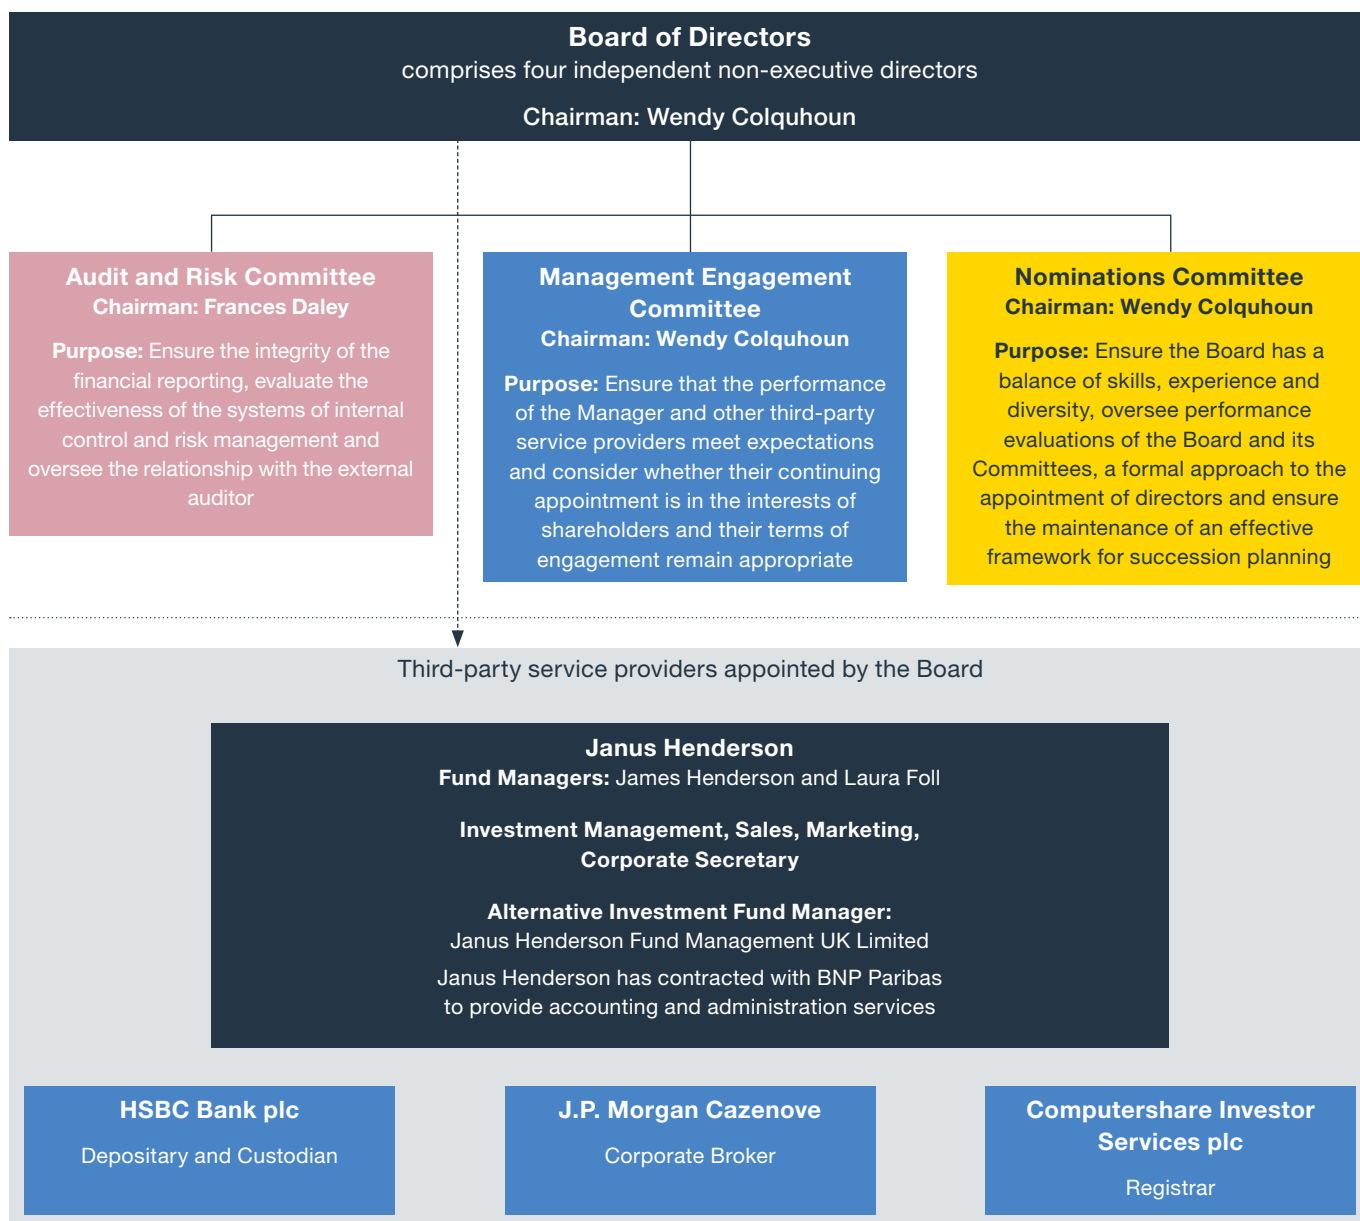 Board of Directors
comprises four independent non-executive directors
Chairman: Wendy Colquhoun
Audit and Risk Committee
Chairman: Frances Daley
Purpose: Ensure the integrity of the
financial reporting, evaluate the
effectiveness of the systems of internal
control and risk management and
oversee the relationship with the external
auditor
Management Engagement
Committee
Chairman: Wendy Colquhoun
Purpose: Ensure that the performance
of the Manager and other third-party
service providers meet expectations
and consider whether their continuing
appointment is in the interests of
shareholders and their terms of
engagement remain appropriate
Nominations Committee
Chairman: Wendy Colquhoun
Purpose: Ensure the Board has a
balance of skills, experience and
diversity, oversee performance
evaluations of the Board and its
Committees, a formal approach to the
appointment of directors and ensure
the maintenance of an effective
framework for succession planning
Third-party service providers appointed by the Board
Janus Henderson
Fund Managers: James Henderson and Laura Foll
Investment Management, Sales, Marketing,
Corporate Secretary
Alternative Investment Fund Manager:
Janus Henderson Fund Management UK Limited
Janus Henderson has contracted with BNP Paribas
to provide accounting and administration services
HSBC Bank plc
Depositary and Custodian
J.P. Morgan Cazenove
Corporate Broker
Computershare Investor
Services plc
Registrar